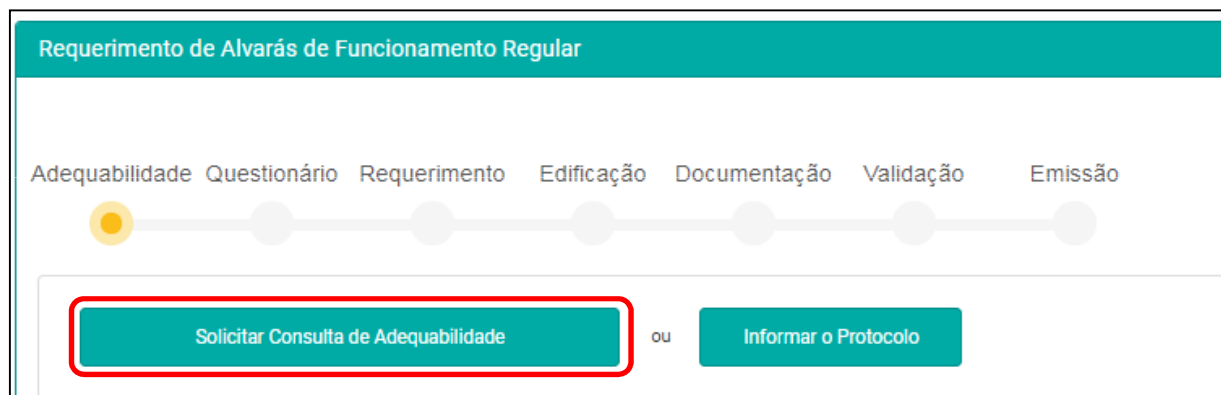 Requerimento de Alvarás de Funcionamento Regular
Adequabilidade Questionário Requerimento Edificação Documentação Validação Emissão
Solicitar Consulta de Adequabilidade ou Informar o Protocolo